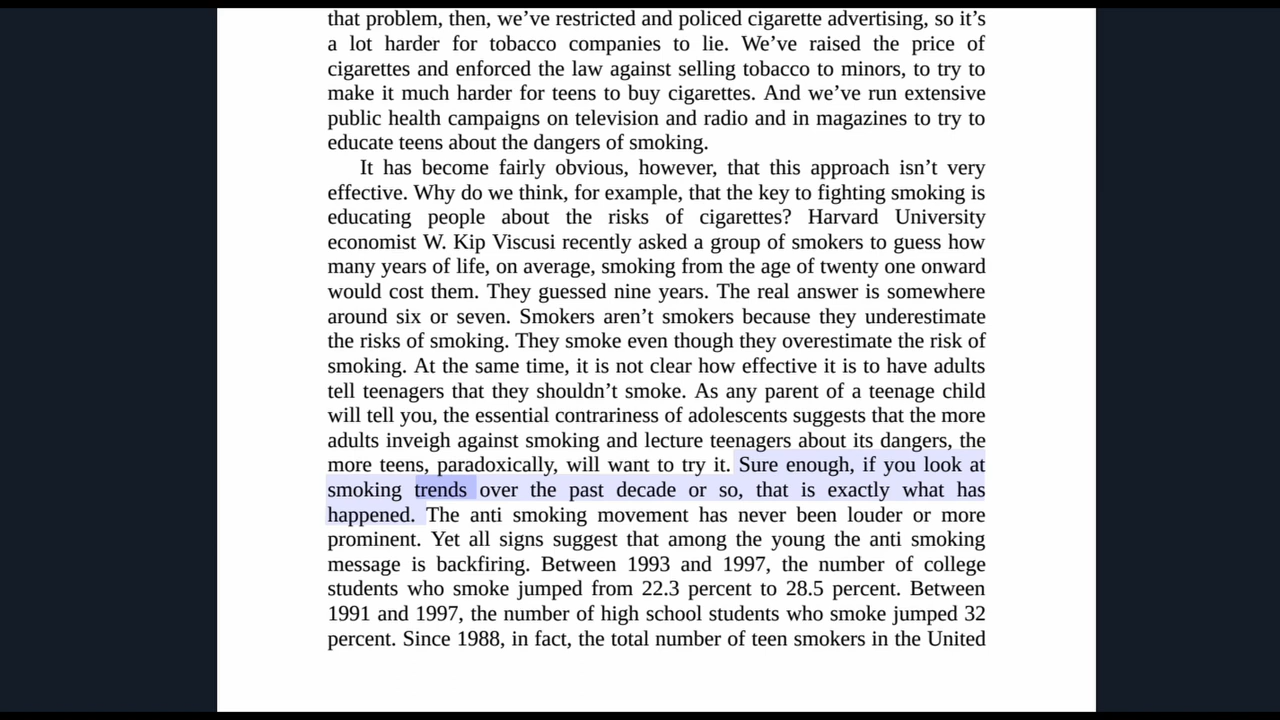 that problem, then, we’ve restricted and policed cigarette advertising, so it’s
a lot harder for tobacco companies to lie. We’ve raised the price of
cigarettes and enforced the law against selling tobacco to minors, to try to
make it much harder for teens to buy cigarettes. And we’ve run extensive
public health campaigns on television and radio and in magazines to try to
educate teens about the dangers of smoking.
It has become fairly obvious, however, that this approach isn’t very
effective. Why do we think, for example, that the key to fighting smoking is
educating people about the risks of cigarettes? Harvard University
economist W. Kip Viscusi recently asked a group of smokers to guess how
many years of life, on average, smoking from the age of twenty one onward
would cost them. They guessed nine years. The real answer is somewhere
around six or seven. Smokers aren’t smokers because they underestimate
the risks of smoking. They smoke even though they overestimate the risk of
smoking. At the same time, it is not clear how effective it is to have adults
tell teenagers that they shouldn’t smoke. As any parent of a teenage child
will tell you, the essential contrariness of adolescents suggests that the more
adults inveigh against smoking and lecture teenagers about its dangers, the
more teens, paradoxically, will want to try it. Sure enough, if you look at
smoking trends over the past decade or so, that is exactly what has
happened. The anti smoking movement has never been louder or more
prominent. Yet all signs suggest that among the young the anti smoking
message is backfiring. Between 1993 and 1997, the number of college
students who smoke jumped from 22.3 percent to 28.5 percent. Between
1991 and 1997, the number of high school students who smoke jumped 32
percent. Since 1988, in fact, the total number of teen smokers in the United